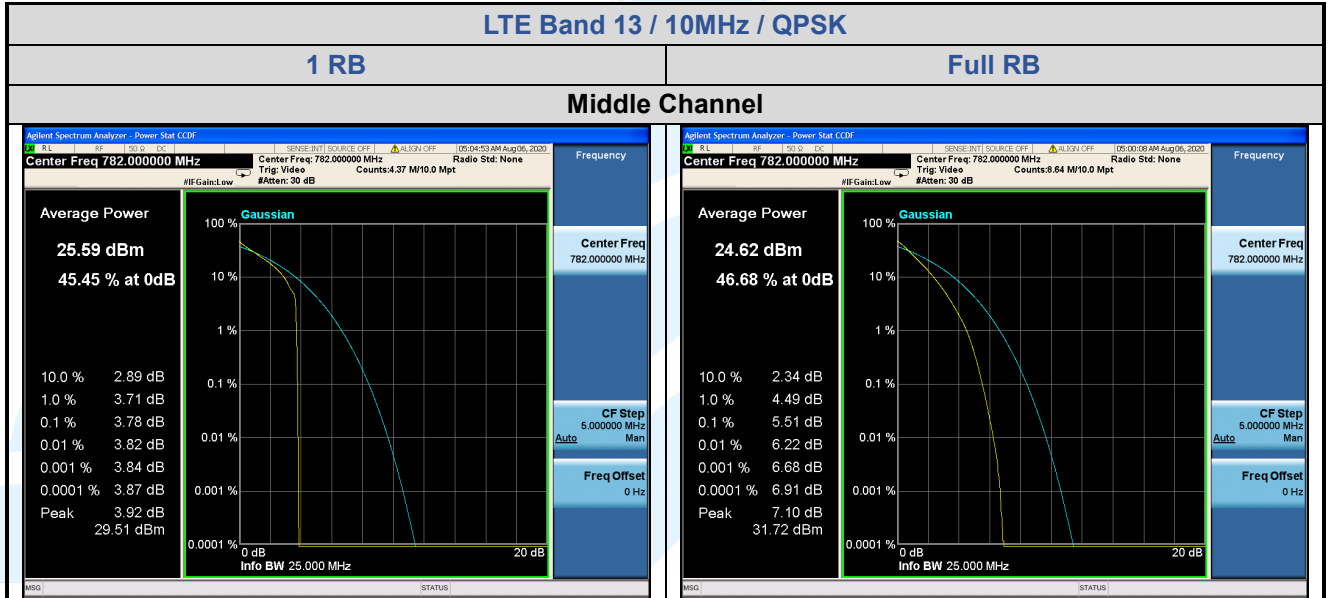 LTE Band 13 / 10MHz / QPSK
1 RB
Full RB
Middle Channel
Agilent Spectrum Analyzer - Power Stat CCDF
RL RF 50 Ω DC SENSE:INT SOURCE OFF ALIGN OFF 05:04:53 AM Aug 06, 2020
Center Freq 782.000000 MHz
Center Freq: 782.000000 MHz Radio Std: None
Trig: Video Counts:4.37 M/10.0 Mpt
#IFGain:Low #Atten: 30 dB
Frequency
Average Power
25.59 dBm
45.45 % at 0dB
10.0 % 2.89 dB
1.0 % 3.71 dB
0.1 % 3.78 dB
0.01 % 3.82 dB
0.001 % 3.84 dB
0.0001 % 3.87 dB
Peak 3.92 dB
29.51 dBm
Gaussian
100 %
10 %
1 %
0.1 %
0.01 %
0.001 %
0.0001 %
0 dB 20 dB
Info BW 25.000 MHz
Center Freq
782.000000 MHz
CF Step
5.000000 MHz
Auto Man
Freq Offset
0 Hz
MSG STATUS
Agilent Spectrum Analyzer - Power Stat CCDF
RL RF 50 Ω DC SENSE:INT SOURCE OFF ALIGN OFF 05:00:08 AM Aug 06, 2020
Center Freq 782.000000 MHz
Center Freq: 782.000000 MHz Radio Std: None
Trig: Video Counts:8.64 M/10.0 Mpt
#IFGain:Low #Atten: 30 dB
Frequency
Average Power
24.62 dBm
46.68 % at 0dB
10.0 % 2.34 dB
1.0 % 4.49 dB
0.1 % 5.51 dB
0.01 % 6.22 dB
0.001 % 6.68 dB
0.0001 % 6.91 dB
Peak 7.10 dB
31.72 dBm
Gaussian
100 %
10 %
1 %
0.1 %
0.01 %
0.001 %
0.0001 %
0 dB 20 dB
Info BW 25.000 MHz
Center Freq
782.000000 MHz
CF Step
5.000000 MHz
Auto Man
Freq Offset
0 Hz
MSG STATUS